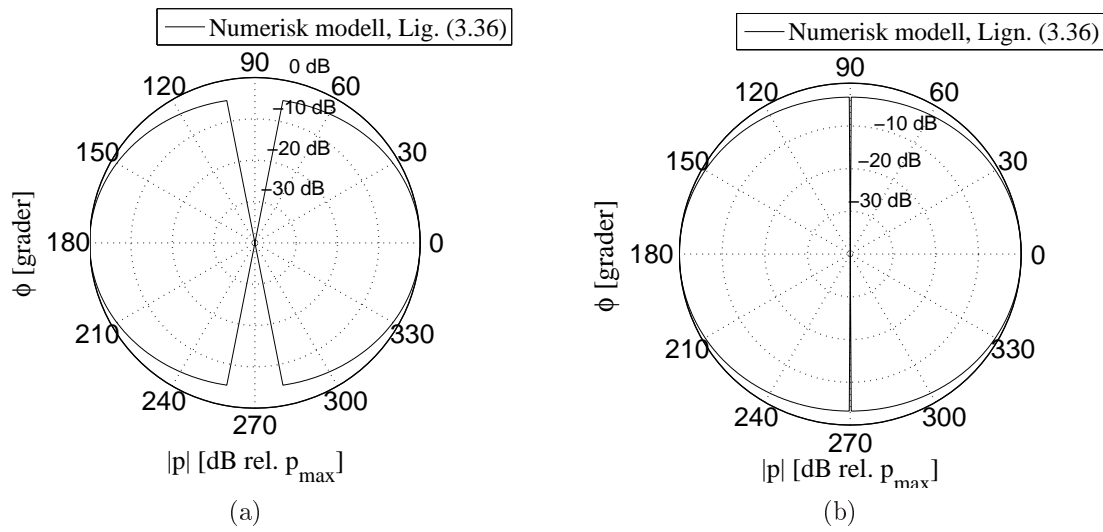 Numerisk modell, Lig. (3.36)
90
0 dB
120
60
−10 dB
150
−20 dB
30
−30 dB
180
0
210
330
240
300
270
ϕ [grader]
|p| [dB rel. p_max]
(a)
Numerisk modell, Lign. (3.36)
90
120
60
−10 dB
150
−20 dB
30
−30 dB
180
0
210
330
240
300
270
ϕ [grader]
|p| [dB rel. p_max]
(b)